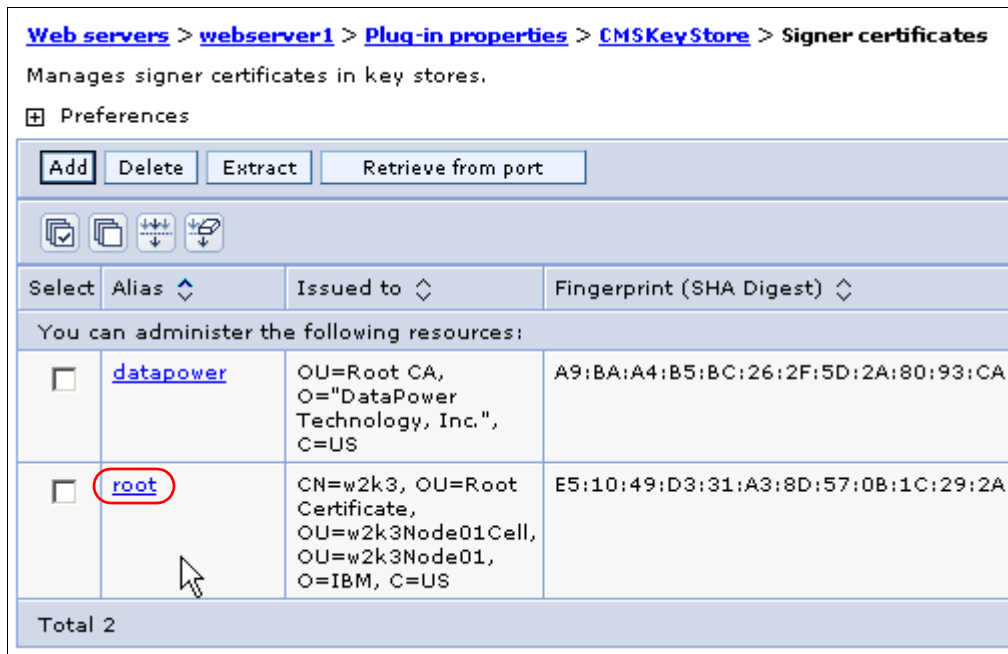 Web servers > webserver1 > Plug-in properties > CMSKeyStore > Signer certificates
Manages signer certificates in key stores.
Preferences
Add Delete Extract Retrieve from port
Select Alias Issued to Fingerprint (SHA Digest)
You can administer the following resources:
datapower OU=Root CA, A9:BA:A4:B5:BC:26:2F:5D:2A:80:93:CA
O="DataPower
Technology, Inc.",
C=US
root CN=w2k3, OU=Root E5:10:49:D3:31:A3:8D:57:0B:1C:29:2A
Certificate,
OU=w2k3Node01Cell,
OU=w2k3Node01,
O=IBM, C=US
Total 2